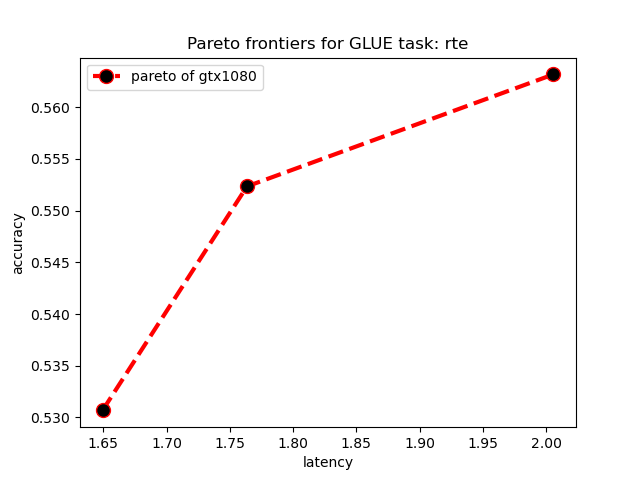 Pareto frontiers for GLUE task: rte
pareto of gtx1080
0.560
0.555
0.550
0.545
0.540
0.535
0.530
accuracy
1.65 1.70 1.75 1.80 1.85 1.90 1.95 2.00
latency